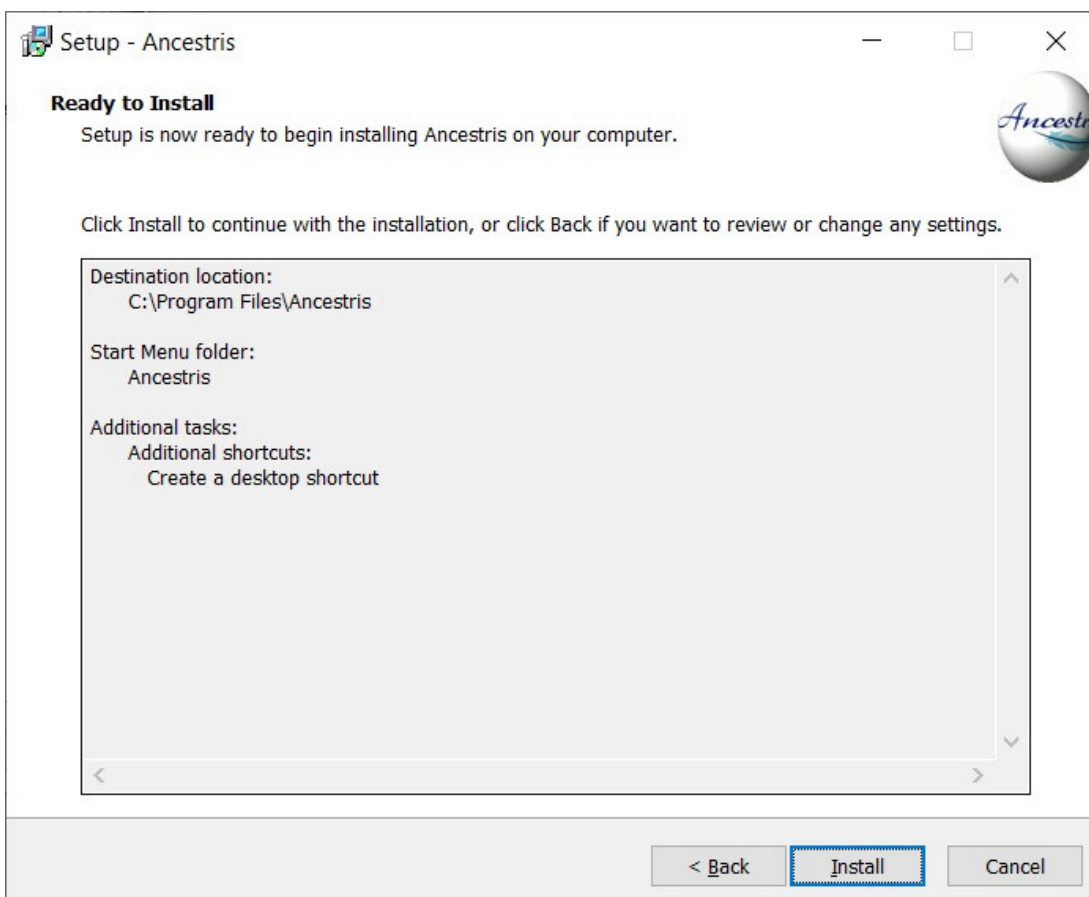 Setup - Ancestris
Ready to Install
Setup is now ready to begin installing Ancestris on your computer.
Ancestr
Click Install to continue with the installation, or click Back if you want to review or change any settings.
Destination location:
C:\Program Files\Ancestris
Start Menu folder:
Ancestris
Additional tasks:
Additional shortcuts:
Create a desktop shortcut
< Back Install Cancel